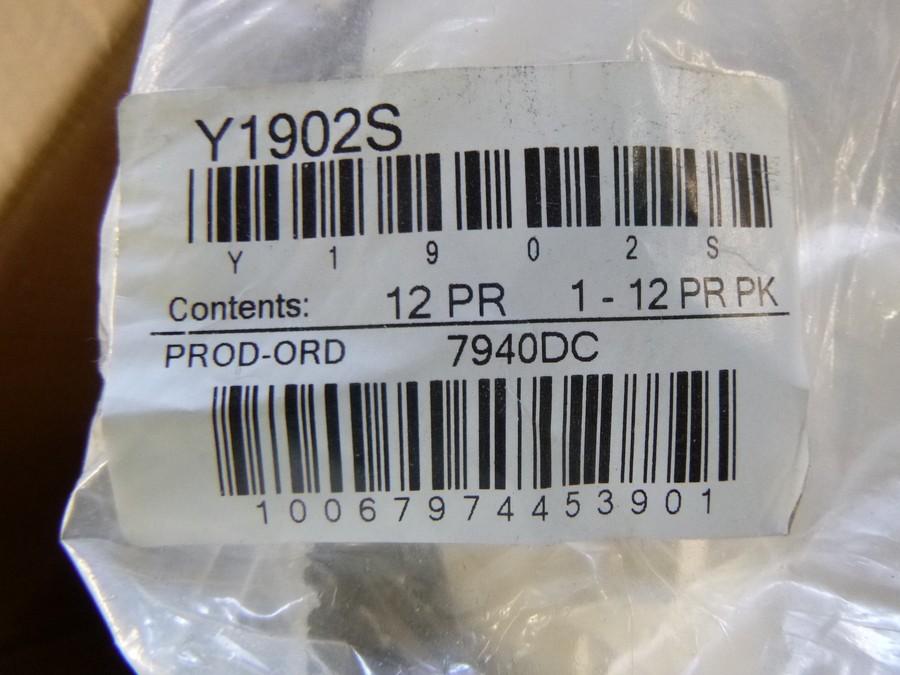 Y1902S
Y 1 9 0 2 S
Contents: 12 PR 1 - 12 PR PK
PROD-ORD 7940DC
10067974453901